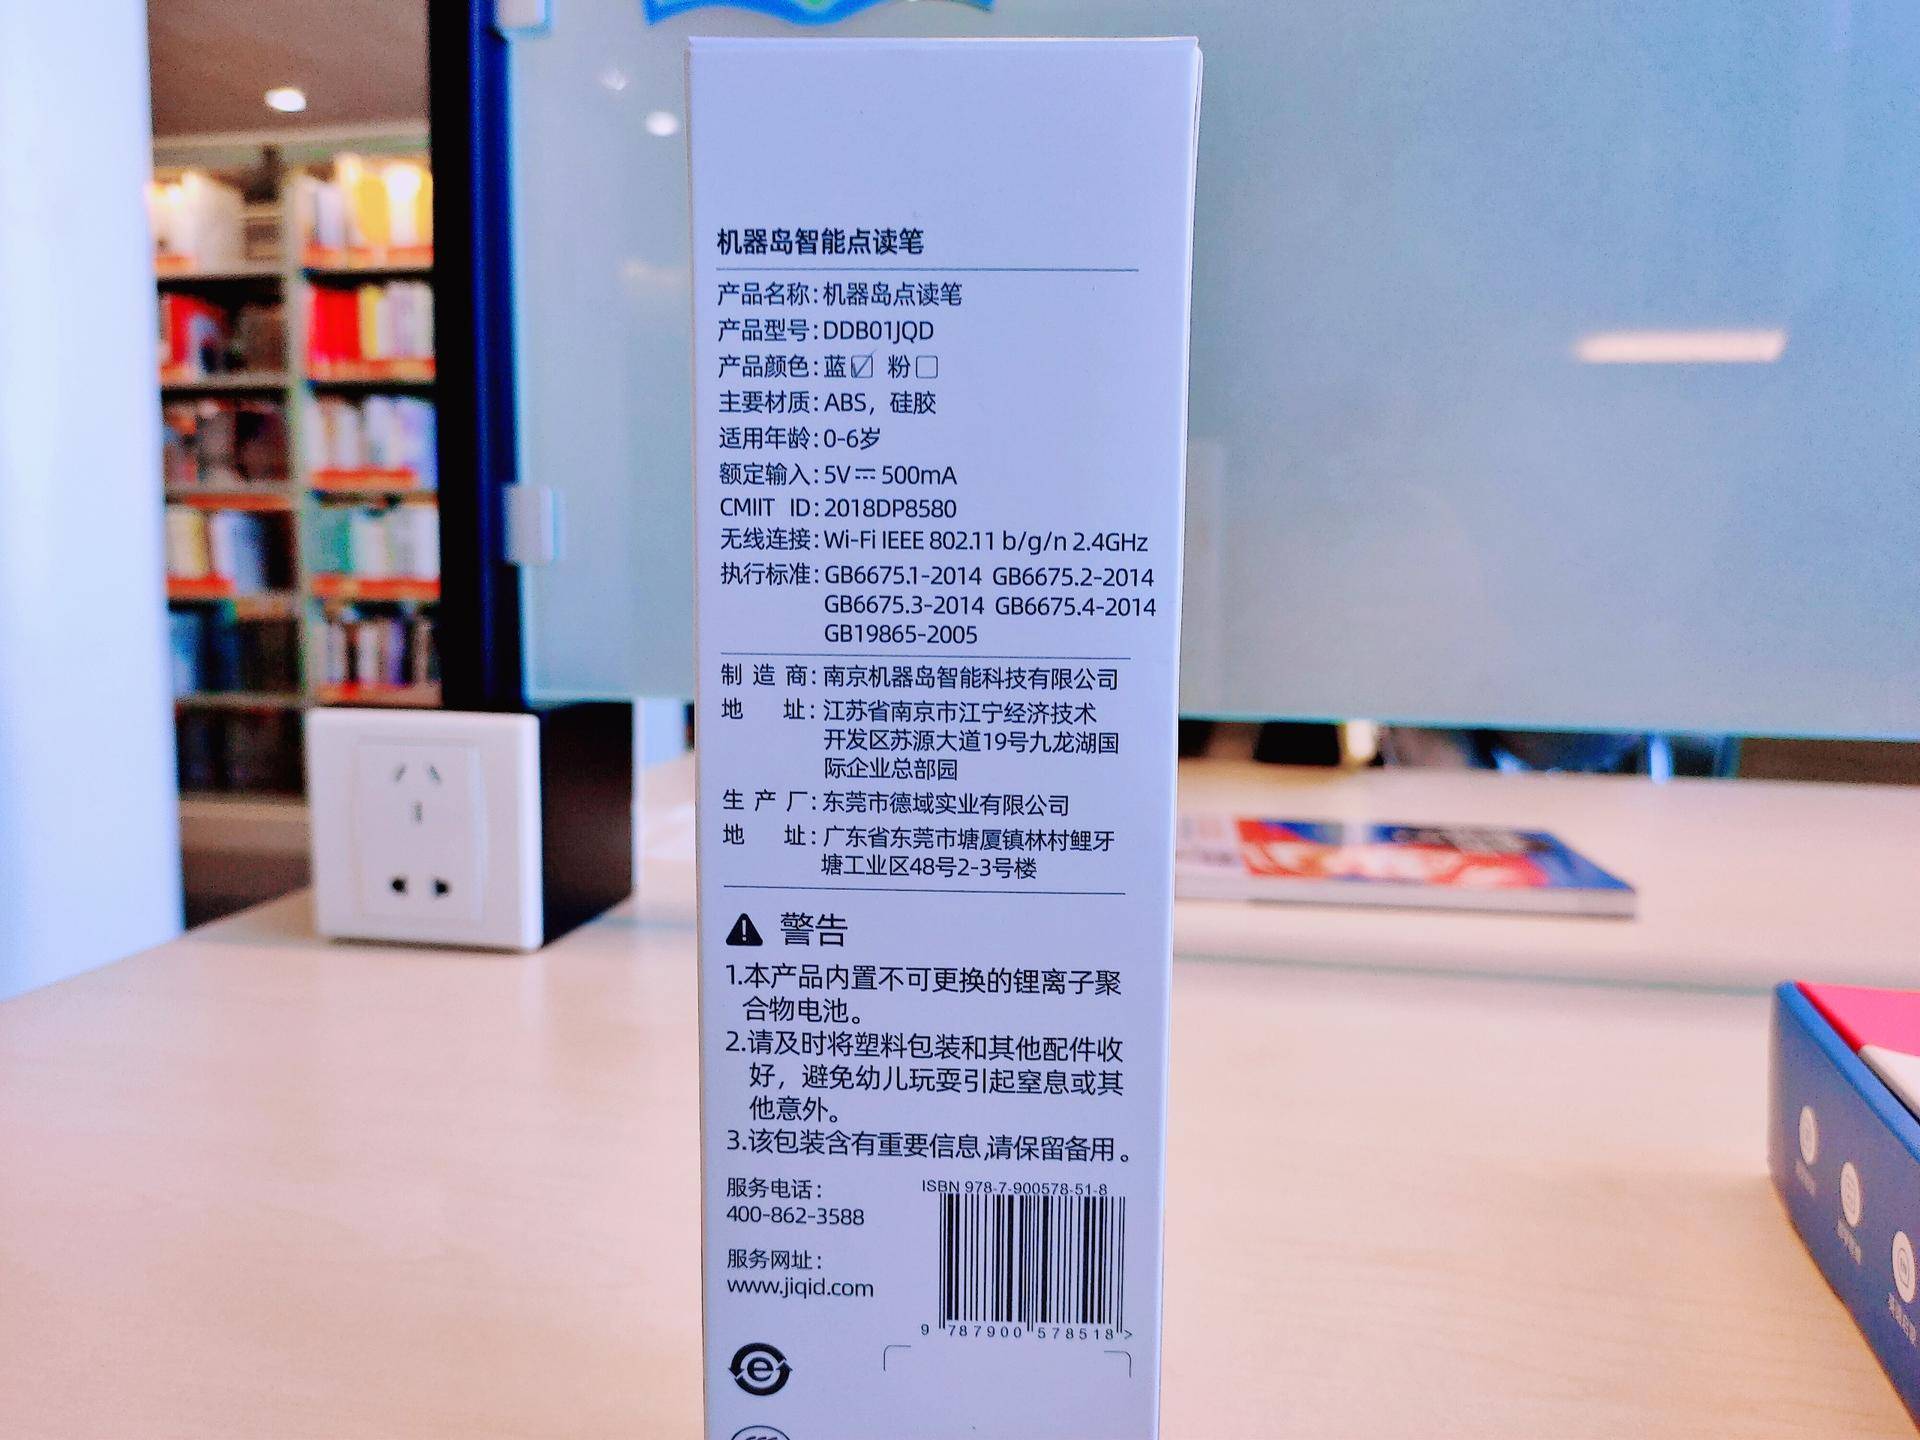 机器岛智能点读笔
产品名称:机器岛点读笔
产品型号:DDB01JQD
产品颜色:蓝☑ 粉☐
主要材质:ABS，硅胶
适用年龄:0-6岁
额定输入:5V⎓500mA
CMIIT ID:2018DP8580
无线连接:Wi-Fi IEEE 802.11 b/g/n 2.4GHz
执行标准:GB6675.1-2014 GB6675.2-2014
GB6675.3-2014 GB6675.4-2014
GB19865-2005
制造商:南京机器岛智能科技有限公司
地址:江苏省南京市江宁经济技术
开发区苏源大道19号九龙湖国
际企业总部园
生产厂:东莞市德域实业有限公司
地址:广东省东莞市塘厦镇林村鲤牙
塘工业区48号2-3号楼
警告
1.本产品内置不可更换的锂离子聚
合物电池。
2.请及时将塑料包装和其他配件收
好，避免幼儿玩耍引起窒息或其
他意外。
3.该包装含有重要信息,请保留备用。
服务电话:
400-862-3588
服务网址:
www.jiqid.com
ISBN 978-7-900578-51-8
9 787900 578518 >
e